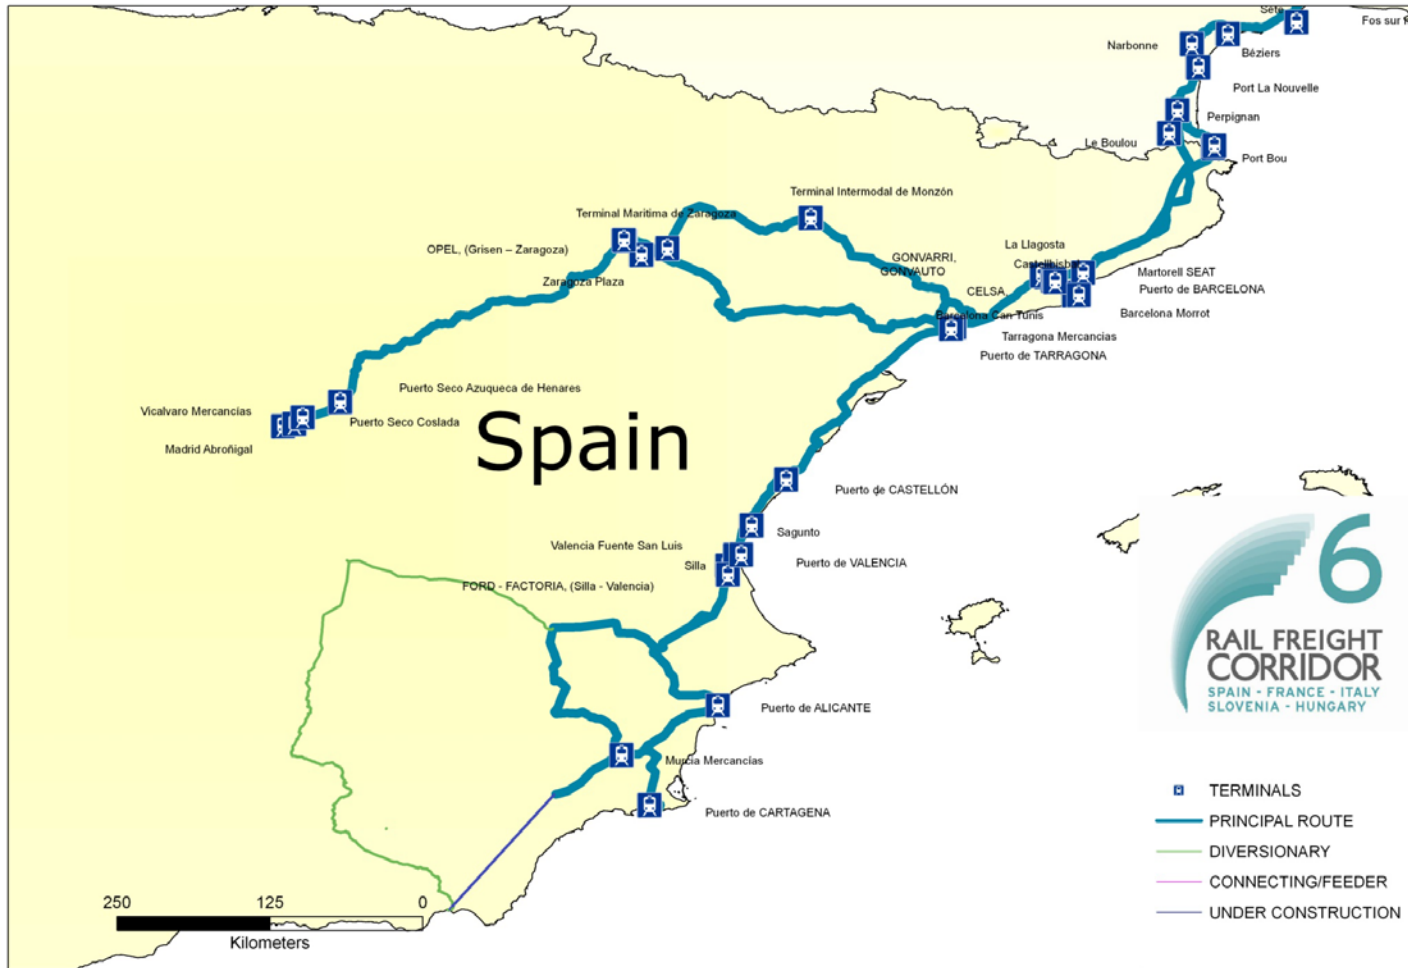 Sète
Fos sur
Narbonne
Béziers
Port La Nouvelle
Perpignan
Le Boulou
Port Bou
Terminal Intermodal de Monzón
Terminal Maritima de Zaragoza
OPEL, (Grisen – Zaragoza)
Zaragoza Plaza
La Llagosta
GONVARRI,
GONVAUTO
Castellbisbal
Martorell SEAT
Puerto de BARCELONA
CELSA,
Barcelona Morrot
Barcelona Can Tunis
Tarragona Mercancias
Puerto de TARRAGONA
Puerto Seco Azuqueca de Henares
Vicalvaro Mercancías
Puerto Seco Coslada
Madrid Abroñigal
Spain
Puerto de CASTELLÓN
Sagunto
Valencia Fuente San Luis
Puerto de VALENCIA
Silla
FORD - FACTORIA, (Silla - Valencia)
Puerto de ALICANTE
Murcia Mercancías
Puerto de CARTAGENA
6
RAIL FREIGHT
CORRIDOR
SPAIN - FRANCE - ITALY
SLOVENIA - HUNGARY
TERMINALS
PRINCIPAL ROUTE
DIVERSIONARY
CONNECTING/FEEDER
UNDER CONSTRUCTION
250 125 0
Kilometers